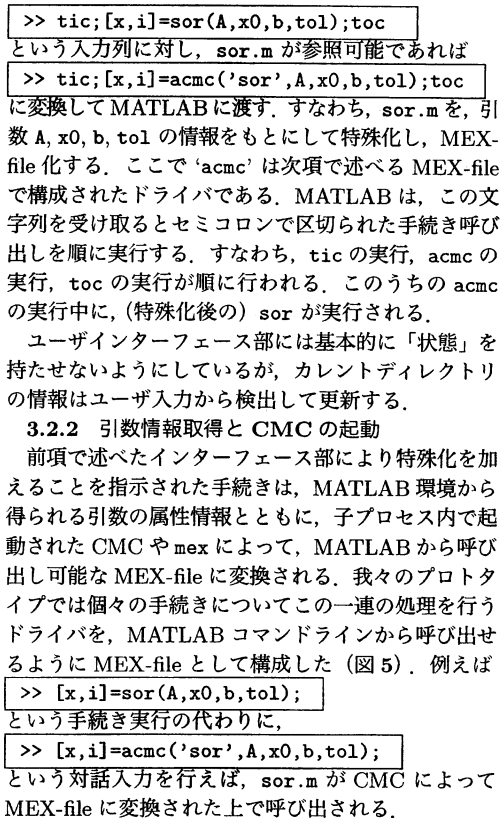 >> tic;[x,i]=sor(A,x0,b,tol);toc
という入力列に対し，sor.m が参照可能であれば
>> tic;[x,i]=acmc('sor',A,x0,b,tol);toc
に変換して MATLAB に渡す．すなわち，sor.m を，引
数 A, x0, b, tol の情報をもとにして特殊化し，MEX-
file 化する．ここで ‘acmc’ は次項で述べる MEX-file
で構成されたドライバである．MATLAB は，この文
字列を受け取るとセミコロンで区切られた手続き呼び
出しを順に実行する．すなわち，tic の実行，acmc の
実行，toc の実行が順に行われる．このうちの acmc
の実行中に，（特殊化後の）sor が実行される．
ユーザインターフェース部には基本的に「状態」を
持たせないようにしているが，カレントディレクトリ
の情報はユーザ入力から検出して更新する．
3.2.2 引数情報取得と CMC の起動
前項で述べたインターフェース部により特殊化を加
えることを指示された手続きは，MATLAB 環境から
得られる引数の属性情報とともに，子プロセス内で起
動された CMC や mex によって，MATLAB から呼び
出し可能な MEX-file に変換される．我々のプロトタ
イプでは個々の手続きについてこの一連の処理を行う
ドライバを，MATLAB コマンドラインから呼び出せ
るように MEX-file として構成した（図 5）．例えば
>> [x,i]=sor(A,x0,b,tol);
という手続き実行の代わりに，
>> [x,i]=acmc('sor',A,x0,b,tol);
という対話入力を行えば，sor.m が CMC によって
MEX-file に変換された上で呼び出される．